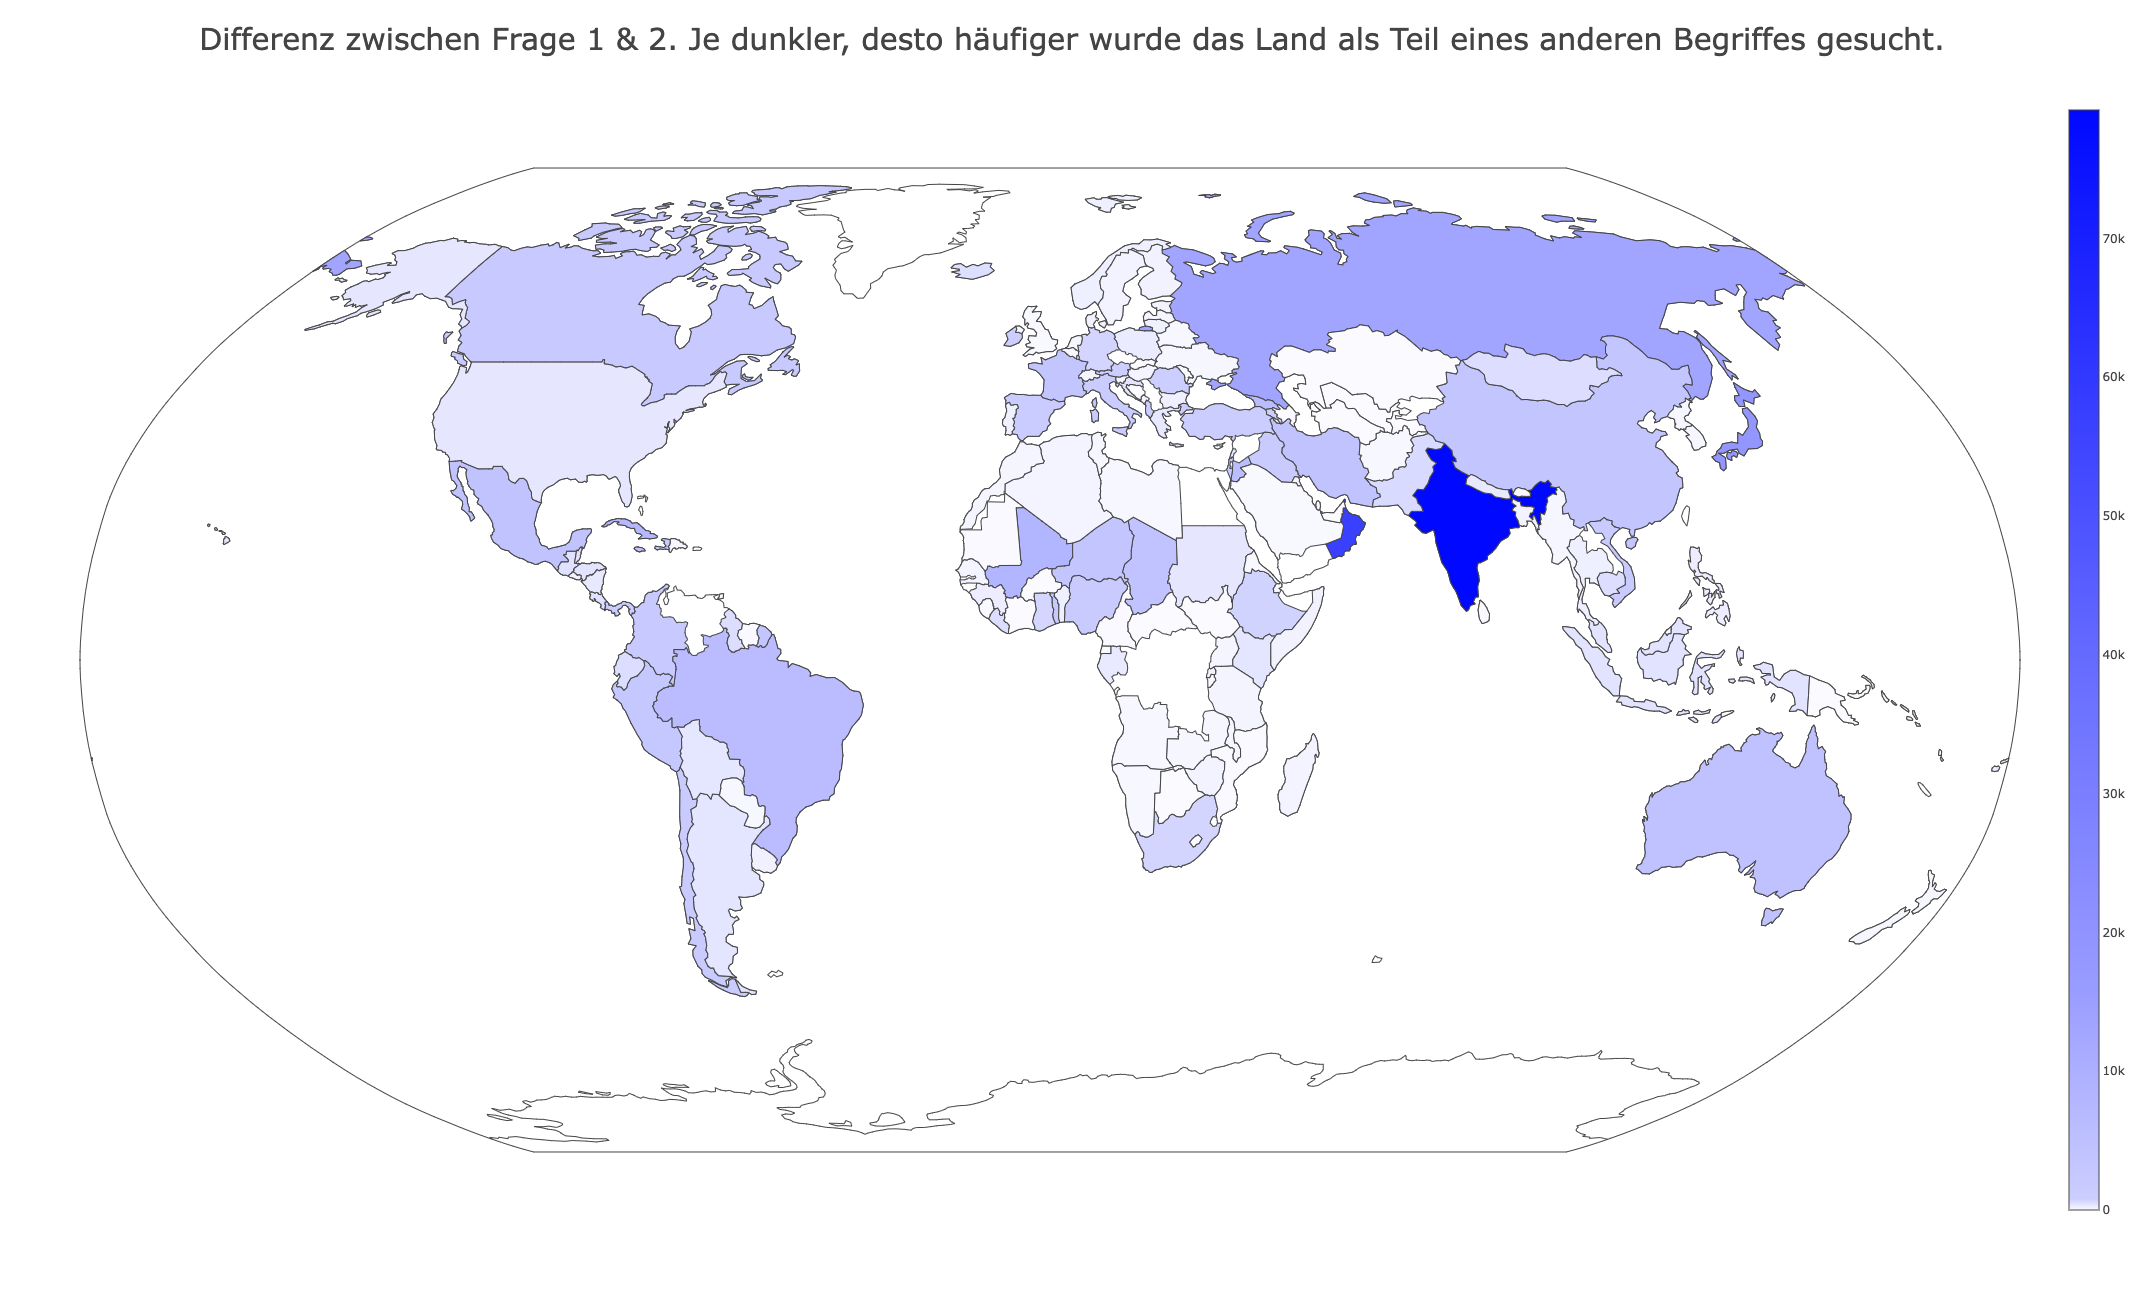 Differenz zwischen Frage 1 & 2. Je dunkler, desto häufiger wurde das Land als Teil eines anderen Begriffes gesucht.
70k
60k
50k
40k
30k
20k
10k
0